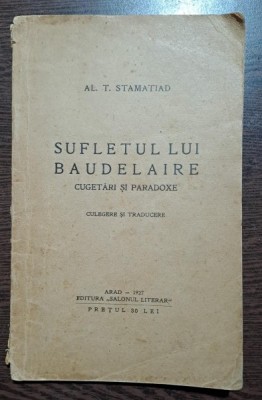 AL. T. STAMATIAD
SUFLETUL LUI
BAUDELAIRE
CUGETĂRI ȘI PARADOXE
CULEGERE ȘI TRADUCERE
ARAD — 1927
EDITURA „SALONUL LITERAR"
PREȚUL 50 LEI